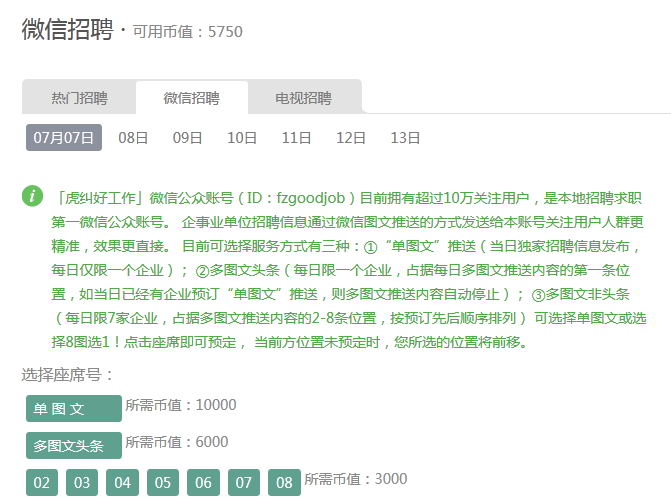 微信招聘 · 可用币值：5750
热门招聘 微信招聘 电视招聘
07月07日 08日 09日 10日 11日 12日 13日
「虎纠好工作」微信公众账号（ID：fzgoodjob）目前拥有超过10万关注用户，是本地招聘求职
第一微信公众账号。 企事业单位招聘信息通过微信图文推送的方式发送给本账号关注用户人群更
精准，效果更直接。 目前可选择服务方式有三种：①“单图文”推送（当日独家招聘信息发布，
每日仅限一个企业）； ②多图文头条（每日限一个企业，占据每日多图文推送内容的第一条位
置，如当日已经有企业预订“单图文”推送，则多图文推送内容自动停止）； ③多图文非头条
（每日限7家企业，占据多图文推送内容的2-8条位置，按预订先后顺序排列） 可选择单图文或选
择8图选1！点击座席即可预定， 当前方位置未预定时，您所选的位置将前移。
选择座席号：
单 图 文 所需币值：10000
多图文头条 所需币值：6000
02 03 04 05 06 07 08 所需币值：3000